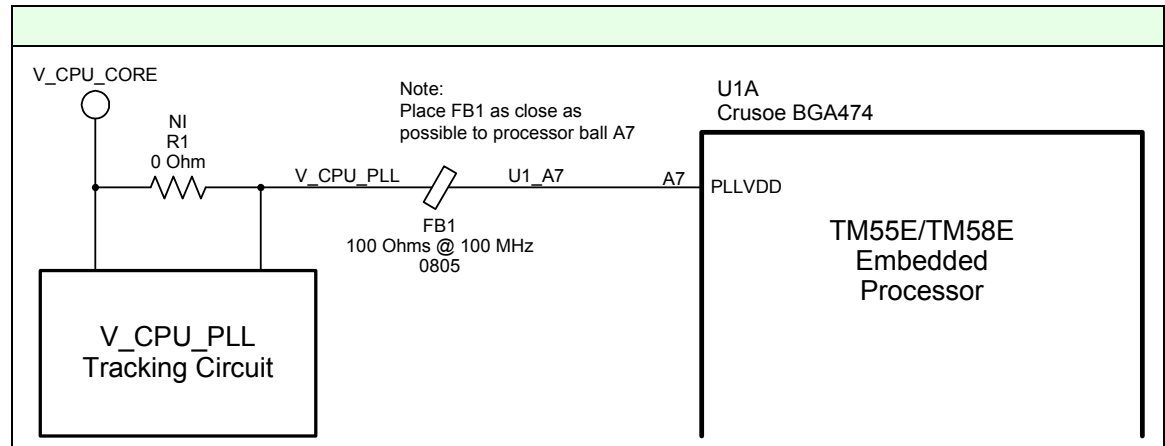 V_CPU_CORE
NI
R1
0 Ohm
Note:
Place FB1 as close as
possible to processor ball A7
U1A
Crusoe BGA474
V_CPU_PLL
U1_A7
A7
PLLVDD
FB1
100 Ohms @ 100 MHz
0805
TM55E/TM58E
Embedded
Processor
V_CPU_PLL
Tracking Circuit